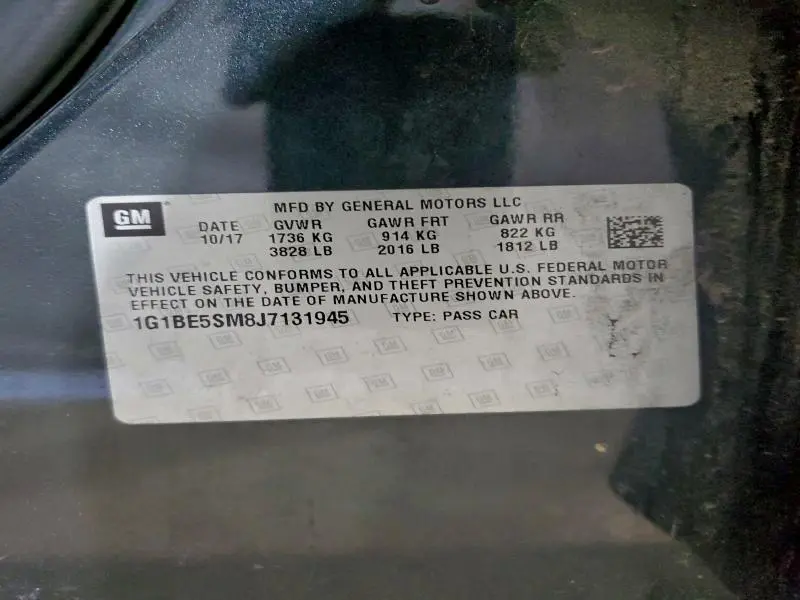 GM
MFD BY GENERAL MOTORS LLC
DATE GVWR GAWR FRT GAWR RR
10/17 1736 KG 914 KG 822 KG
3828 LB 2016 LB 1812 LB
THIS VEHICLE CONFORMS TO ALL APPLICABLE U.S. FEDERAL MOTOR
VEHICLE SAFETY, BUMPER, AND THEFT PREVENTION STANDARDS IN
EFFECT ON THE DATE OF MANUFACTURE SHOWN ABOVE.
1G1BE5SM8J7131945 TYPE: PASS CAR